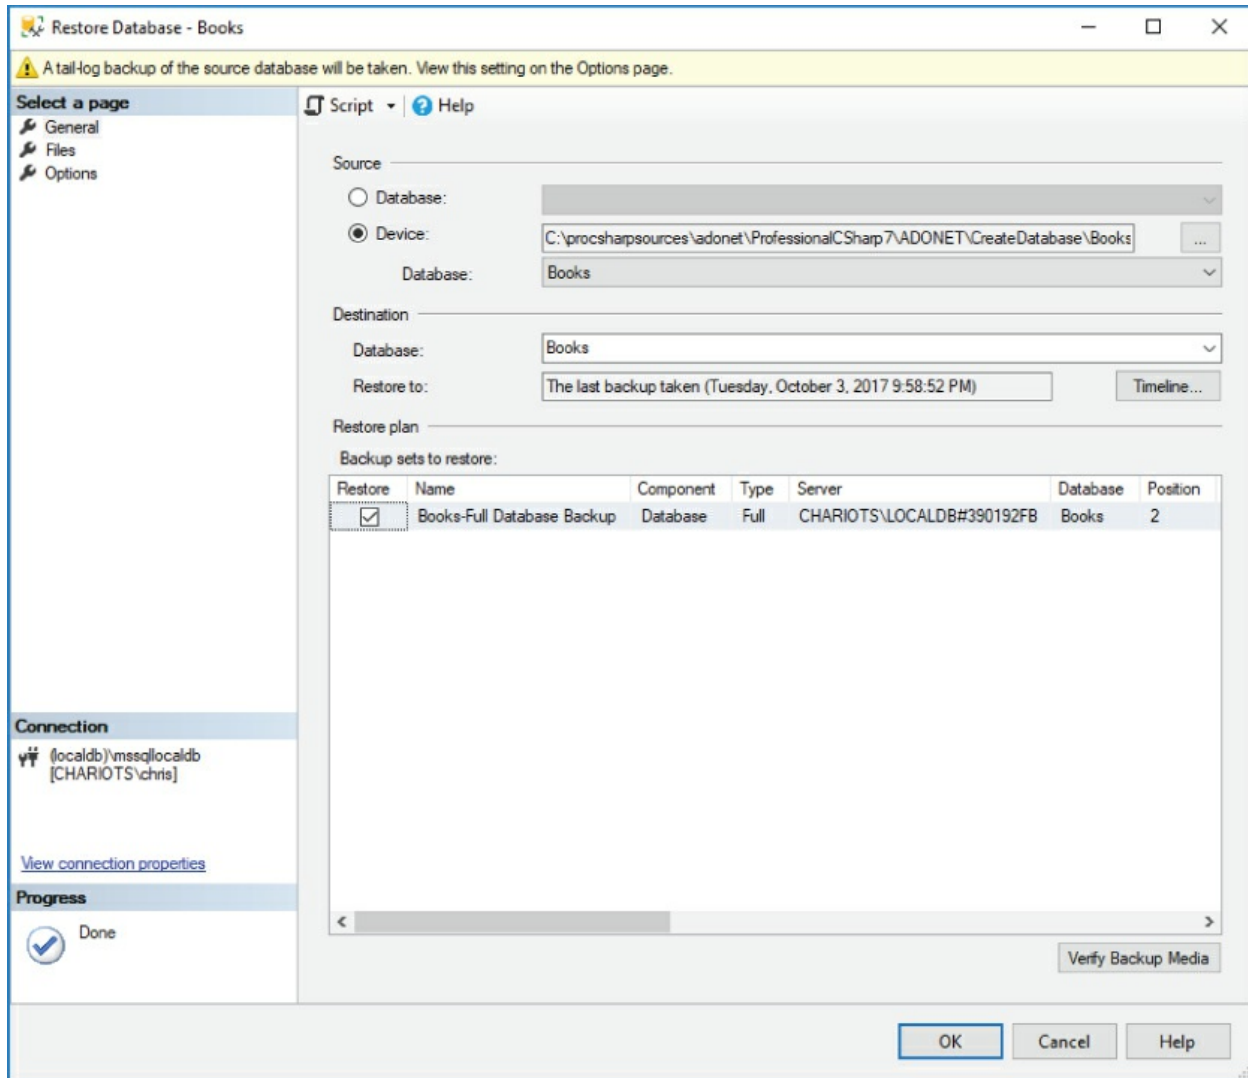 Restore Database - Books
A tail-log backup of the source database will be taken. View this setting on the Options page.
Select a page
General
Files
Options
Script
Help
Source
Database:
Device:
C:\procsharpsources\adonet\ProfessionalCSharp7\ADONET\CreateDatabase\Books
...
Database:
Books
Destination
Database:
Books
Restore to:
The last backup taken (Tuesday, October 3, 2017 9:58:52 PM)
Timeline...
Restore plan
Backup sets to restore:
Restore Name Component Type Server Database Position
Books-Full Database Backup Database Full CHARIOTS\LOCALDB#390192FB Books 2
Connection
(localdb)\mssqllocaldb
[CHARIOTS\chris]
View connection properties
Progress
Done
Verify Backup Media
OK
Cancel
Help